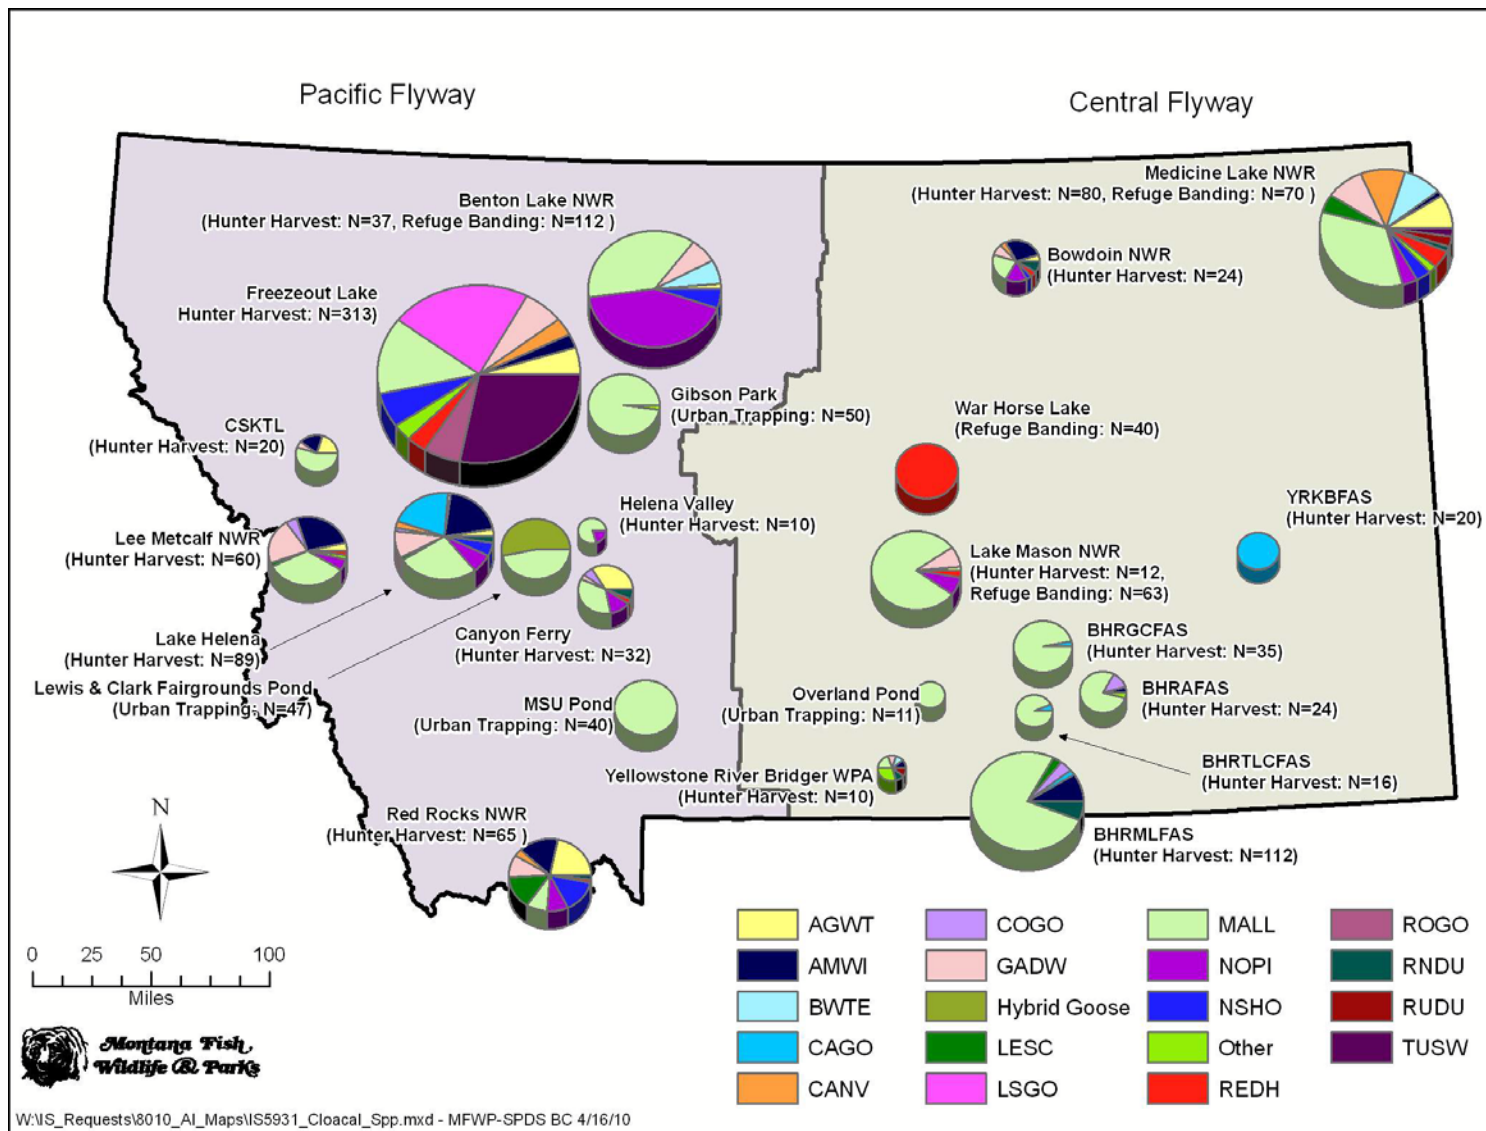 Pacific Flyway
Central Flyway
Benton Lake NWR
(Hunter Harvest: N=37, Refuge Banding: N=112 )
Medicine Lake NWR
(Hunter Harvest: N=80, Refuge Banding: N=70 )
Bowdoin NWR
(Hunter Harvest: N=24)
Freezeout Lake
Hunter Harvest: N=313)
Gibson Park
(Urban Trapping: N=50)
War Horse Lake
(Refuge Banding: N=40)
CSKTL
(Hunter Harvest: N=20)
Helena Valley
(Hunter Harvest: N=10)
YRKBFAS
(Hunter Harvest: N=20)
Lee Metcalf NWR
(Hunter Harvest: N=60)
Lake Mason NWR
(Hunter Harvest: N=12,
Refuge Banding: N=63)
Lake Helena
(Hunter Harvest: N=89)
Canyon Ferry
(Hunter Harvest: N=32)
BHRGCFAS
(Hunter Harvest: N=35)
Lewis & Clark Fairgrounds Pond
(Urban Trapping: N=47)
MSU Pond
(Urban Trapping: N=40)
Overland Pond
(Urban Trapping: N=11)
BHRAFAS
(Hunter Harvest: N=24)
Yellowstone River Bridger WPA
(Hunter Harvest: N=10)
BHRTLCFAS
(Hunter Harvest: N=16)
Red Rocks NWR
(Hunter Harvest: N=65 )
BHRMLFAS
(Hunter Harvest: N=112)
N
0 25 50 100
Miles
Montana Fish,
Wildlife & Parks
AGWT
AMWI
BWTE
CAGO
CANV
COGO
GADW
Hybrid Goose
LESC
LSGO
MALL
NOPI
NSHO
Other
REDH
ROGO
RNDU
RUDU
TUSW
W:\IS_Requests\8010_AI_Maps\IS5931_Cloacal_Spp.mxd - MFWP-SPDS BC 4/16/10